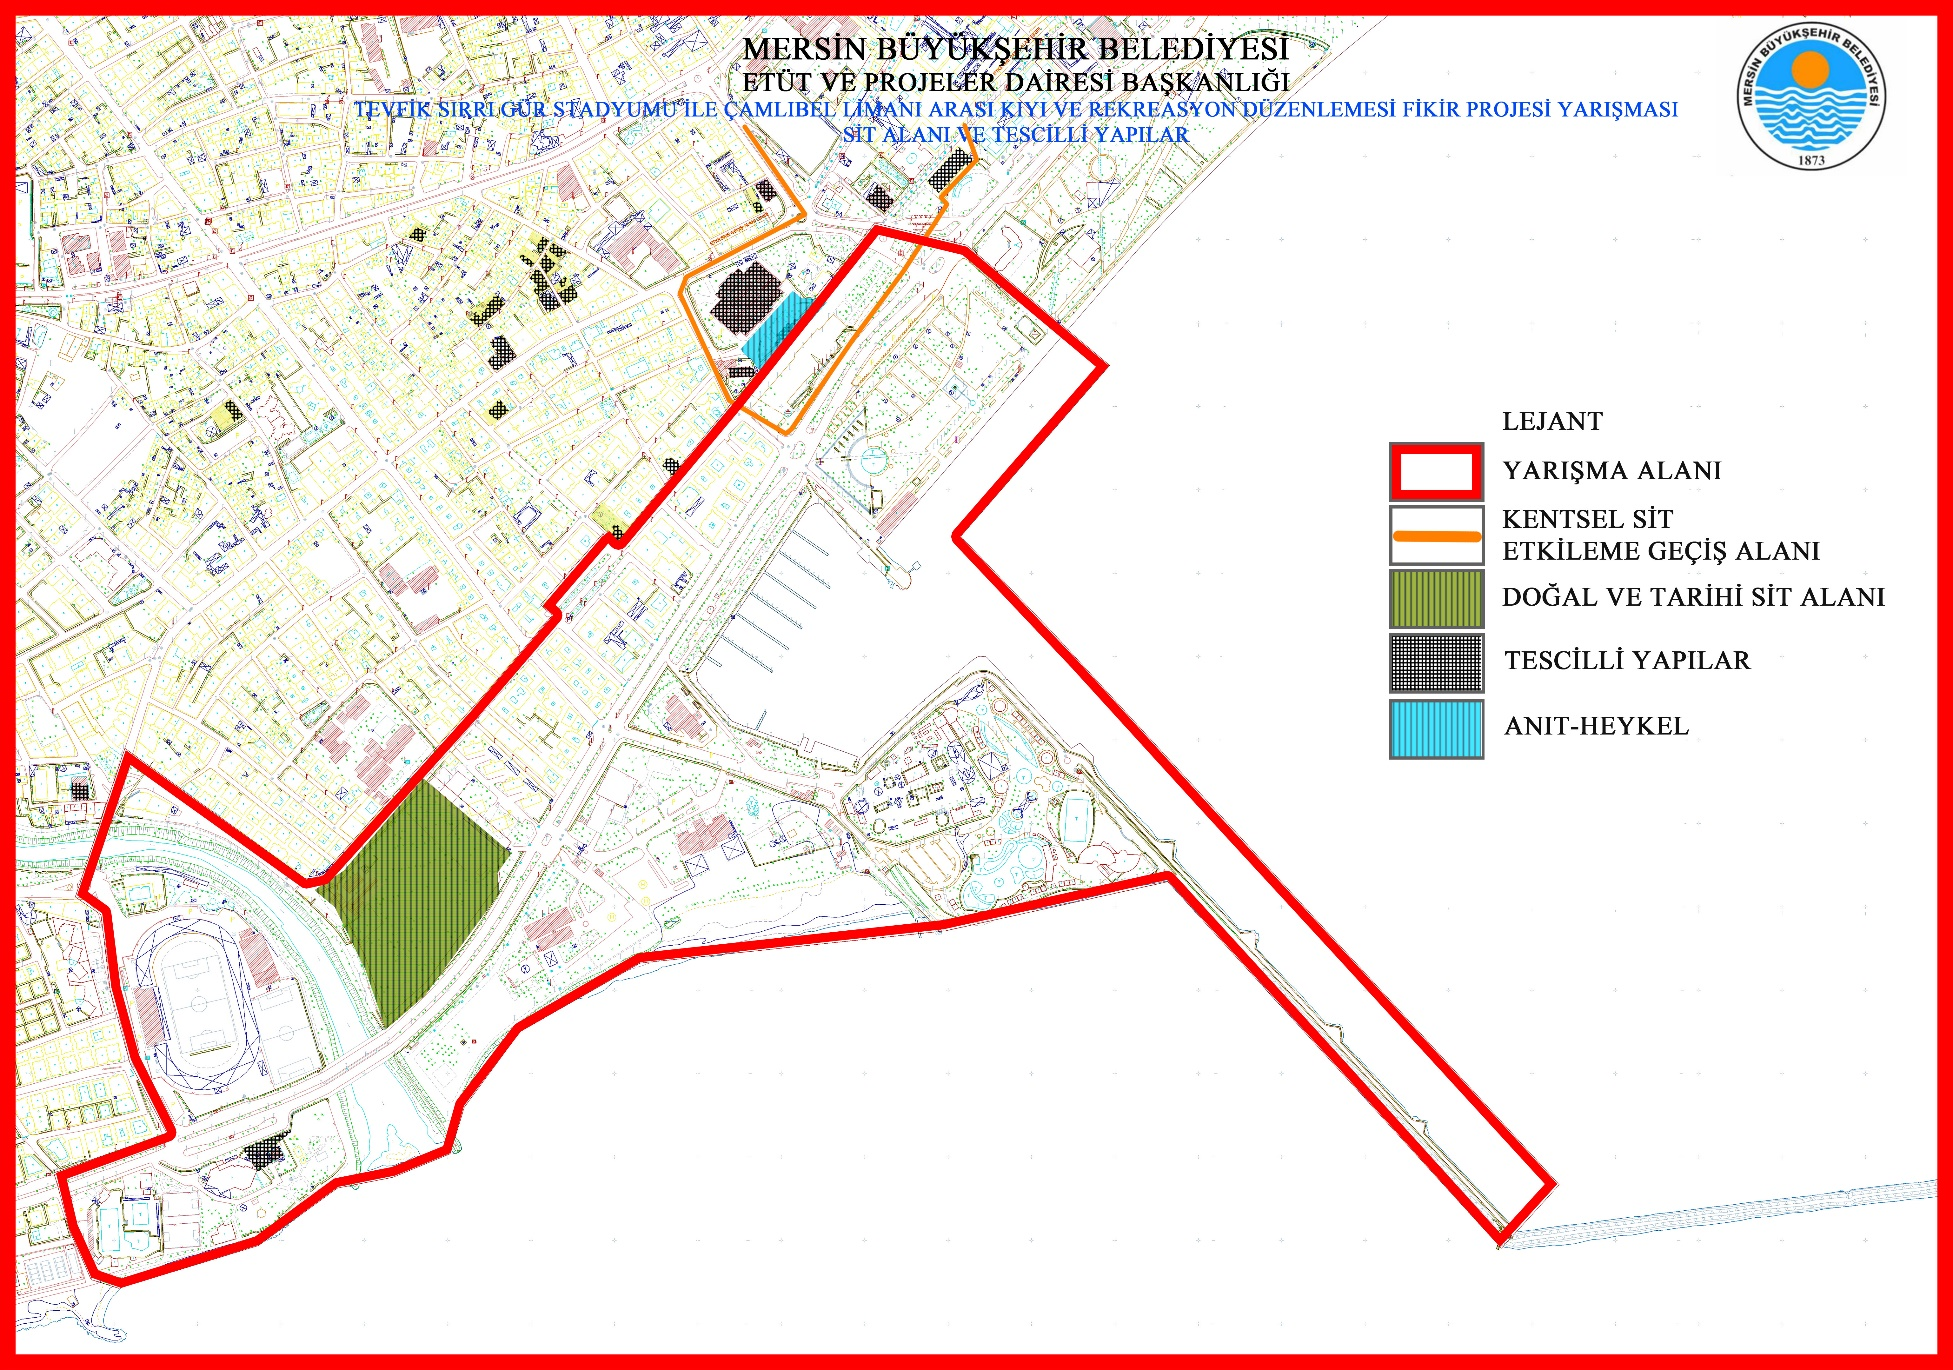 MERSİN BÜYÜKŞEHİR BELEDİYESİ
ETÜT VE PROJELER DAİRESİ BAŞKANLIĞI
TEVFİK SIRRI GÜR STADYUMU İLE ÇAMLIBEL LİMANI ARASI KIYI VE REKREASYON DÜZENLEMESİ FİKİR PROJESİ YARIŞMASI
SİT ALANI VE TESCİLLİ YAPILAR
MERSİN BÜYÜKŞEHİR BELEDİYESİ
1873
LEJANT
YARIŞMA ALANI
KENTSEL SİT
ETKİLEME GEÇİŞ ALANI
DOĞAL VE TARİHİ SİT ALANI
TESCİLLİ YAPILAR
ANIT-HEYKEL